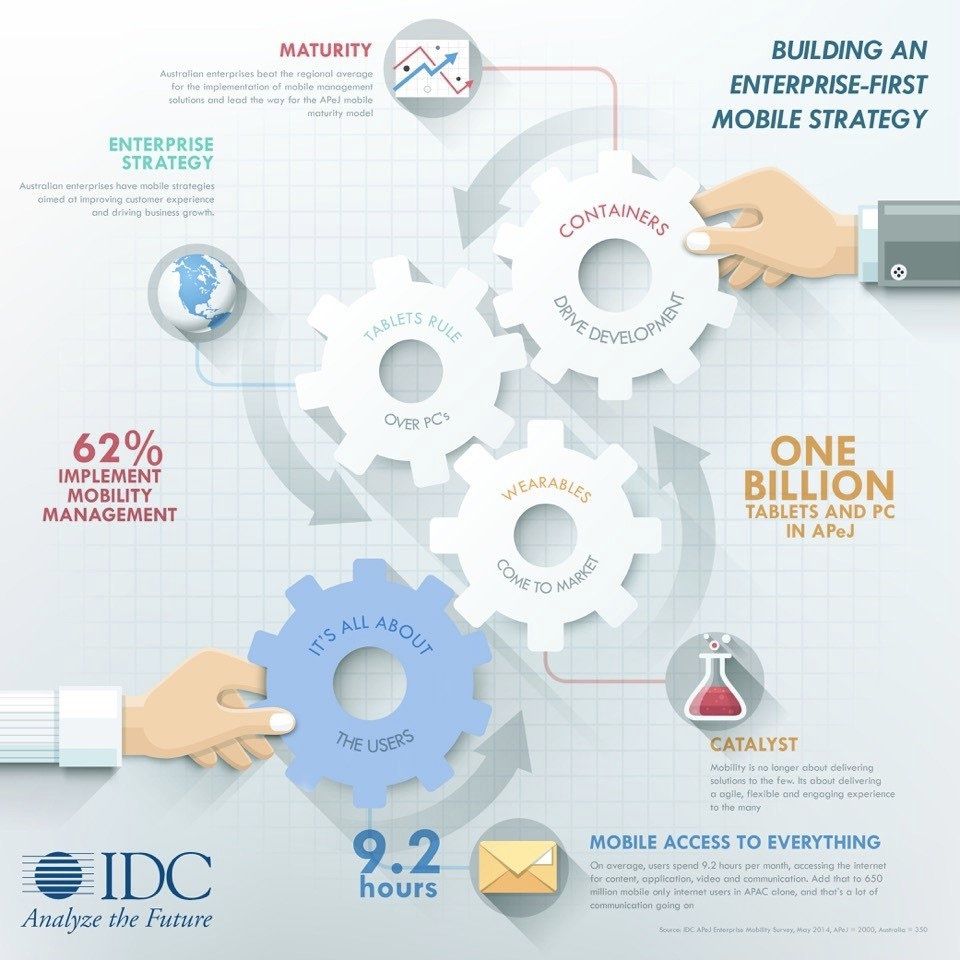 MATURITY
Australian enterprises beat the regional average
for the implementation of mobile management
solutions and lead the way for the APeJ mobile
maturity model
BUILDING AN
ENTERPRISE-FIRST
MOBILE STRATEGY
ENTERPRISE
STRATEGY
Australian enterprises have mobile strategies
aimed at improving customer experience
and driving business growth.
CONTAINERS
DRIVE DEVELOPMENT
TABLETS RULE
OVER PC's
62%
IMPLEMENT
MOBILITY
MANAGEMENT
ONE
BILLION
TABLETS AND PC
IN APeJ
WEARABLES
COME TO MARKET
IT'S ALL ABOUT
THE USERS
CATALYST
Mobility is no longer about delivering
solutions to the few. Its about delivering
a agile, flexible and engaging experience
to the many
9.2
hours
MOBILE ACCESS TO EVERYTHING
On average, users spend 9.2 hours per month, accessing the internet
for content, application, video and communication. Add that to 650
million mobile only internet users in APAC alone, and that's a lot of
communication going on
IDC
Analyze the Future
Source: IDC APeJ Enterprise Mobility Survey, May 2014, APeJ = 2000, Australia = 350